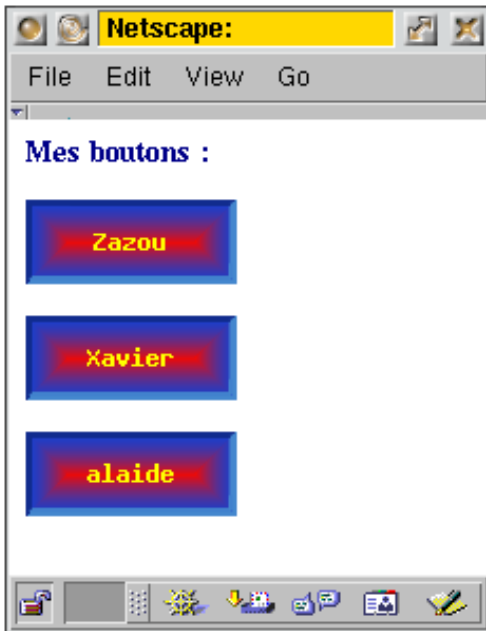 Netscape:
File Edit View Go
Mes boutons :
Zazou
Xavier
alaide